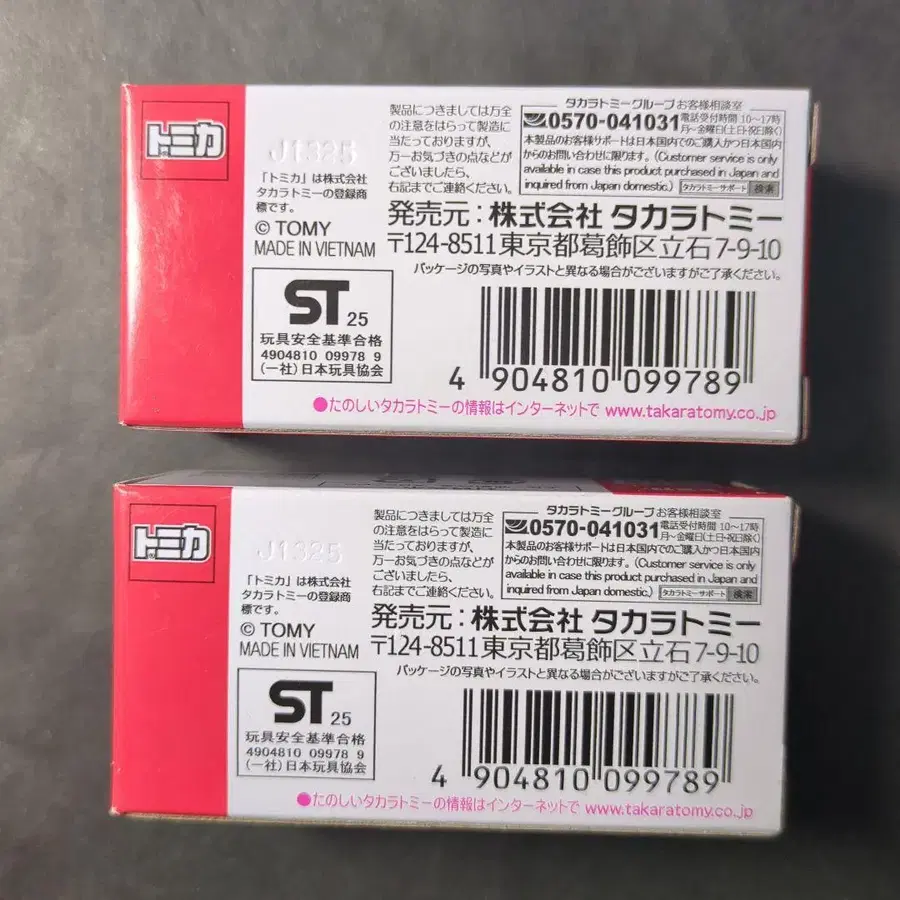 トミカ
J1325
「トミカ」は株式会社
タカラトミーの登録商
標です。
© TOMY
MADE IN VIETNAM
ST 25
玩具安全基準合格
4904810 09978 9
(一社)日本玩具協会
製品につきましては万全
の注意をはらって製造に
当たっておりますが、
万一お気づきの点などが
ございましたら、
右記までご連絡ください。
タカラトミーグループ お客様相談室
0570-041031 電話受付時間 10〜17時
月〜金曜日(土日・祝日除く)
本製品のお客様サポートは日本国内でのご購入かつ日本国内
からのお問い合わせに限ります。(Customer service is only
available in case this product purchased in Japan and
inquired from Japan domestic.) タカラトミーサポート 検索
発売元:株式会社 タカラトミー
〒124-8511 東京都葛飾区立石7-9-10
パッケージの写真やイラストと異なる場合がございますがご了承ください。
4 904810 099789
●たのしいタカラトミーの情報はインターネットで www.takaratomy.co.jp
トミカ
J1325
「トミカ」は株式会社
タカラトミーの登録商
標です。
© TOMY
MADE IN VIETNAM
ST 25
玩具安全基準合格
4904810 09978 9
(一社)日本玩具協会
製品につきましては万全
の注意をはらって製造に
当たっておりますが、
万一お気づきの点などが
ございましたら、
右記までご連絡ください。
タカラトミーグループ お客様相談室
0570-041031 電話受付時間 10〜17時
月〜金曜日(土日・祝日除く)
本製品のお客様サポートは日本国内でのご購入かつ日本国内
からのお問い合わせに限ります。(Customer service is only
available in case this product purchased in Japan and
inquired from Japan domestic.) タカラトミーサポート 検索
発売元:株式会社 タカラトミー
〒124-8511 東京都葛飾区立石7-9-10
パッケージの写真やイラストと異なる場合がございますがご了承ください。
4 904810 099789
●たのしいタカラトミーの情報はインターネットで www.takaratomy.co.jp